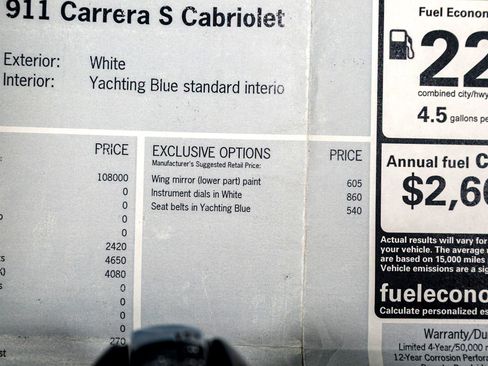 911 Carrera S Cabriolet
Exterior: White
Interior: Yachting Blue standard interio
PRICE
108000
0
0
0
0
2420
4650
4080
0
0
0
270
EXCLUSIVE OPTIONS PRICE
Manufacturer's Suggested Retail Price:
Wing mirror (lower part) paint 605
Instrument dials in White 860
Seat belts in Yachting Blue 540
Fuel Econom
22
combined city/hwy
4.5 gallons pe
Annual fuel C
$2,60
Actual results will vary for
your vehicle. The average
are based on 15,000 miles
Vehicle emissions are a sig
fuelecono
Calculate personalized es
Warranty/Du
Limited 4-Year/50,000 m
12-Year Corrosion Perfora